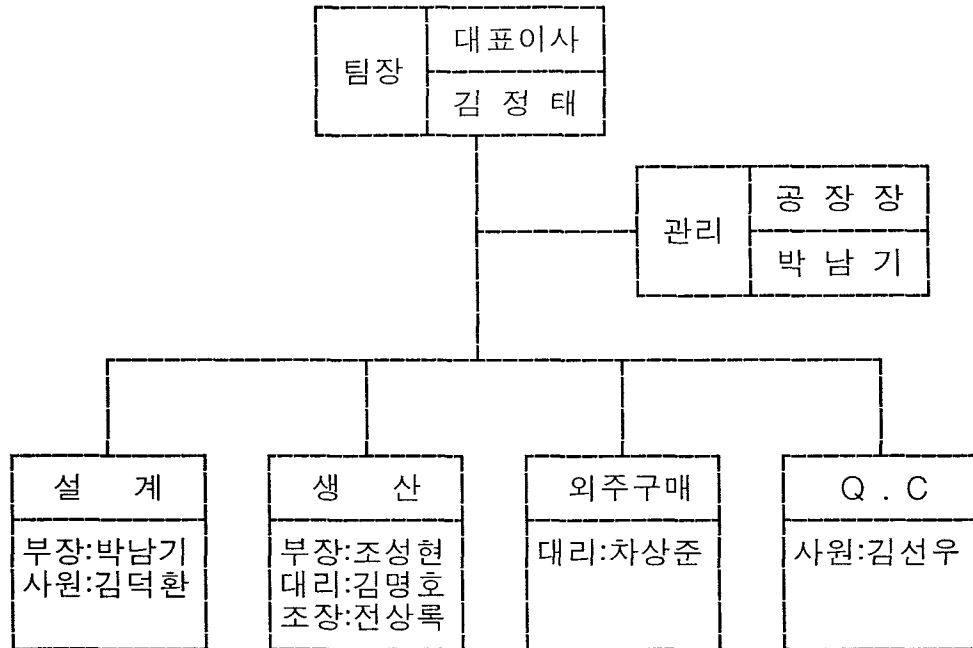 팀장
대표이사
김 정 태
관리
공 장 장
박 남 기
설 계
부장:박남기
사원:김덕환
생 산
부장:조성현
대리:김명호
조장:전상록
외주구매
대리:차상준
Q . C
사원:김선우